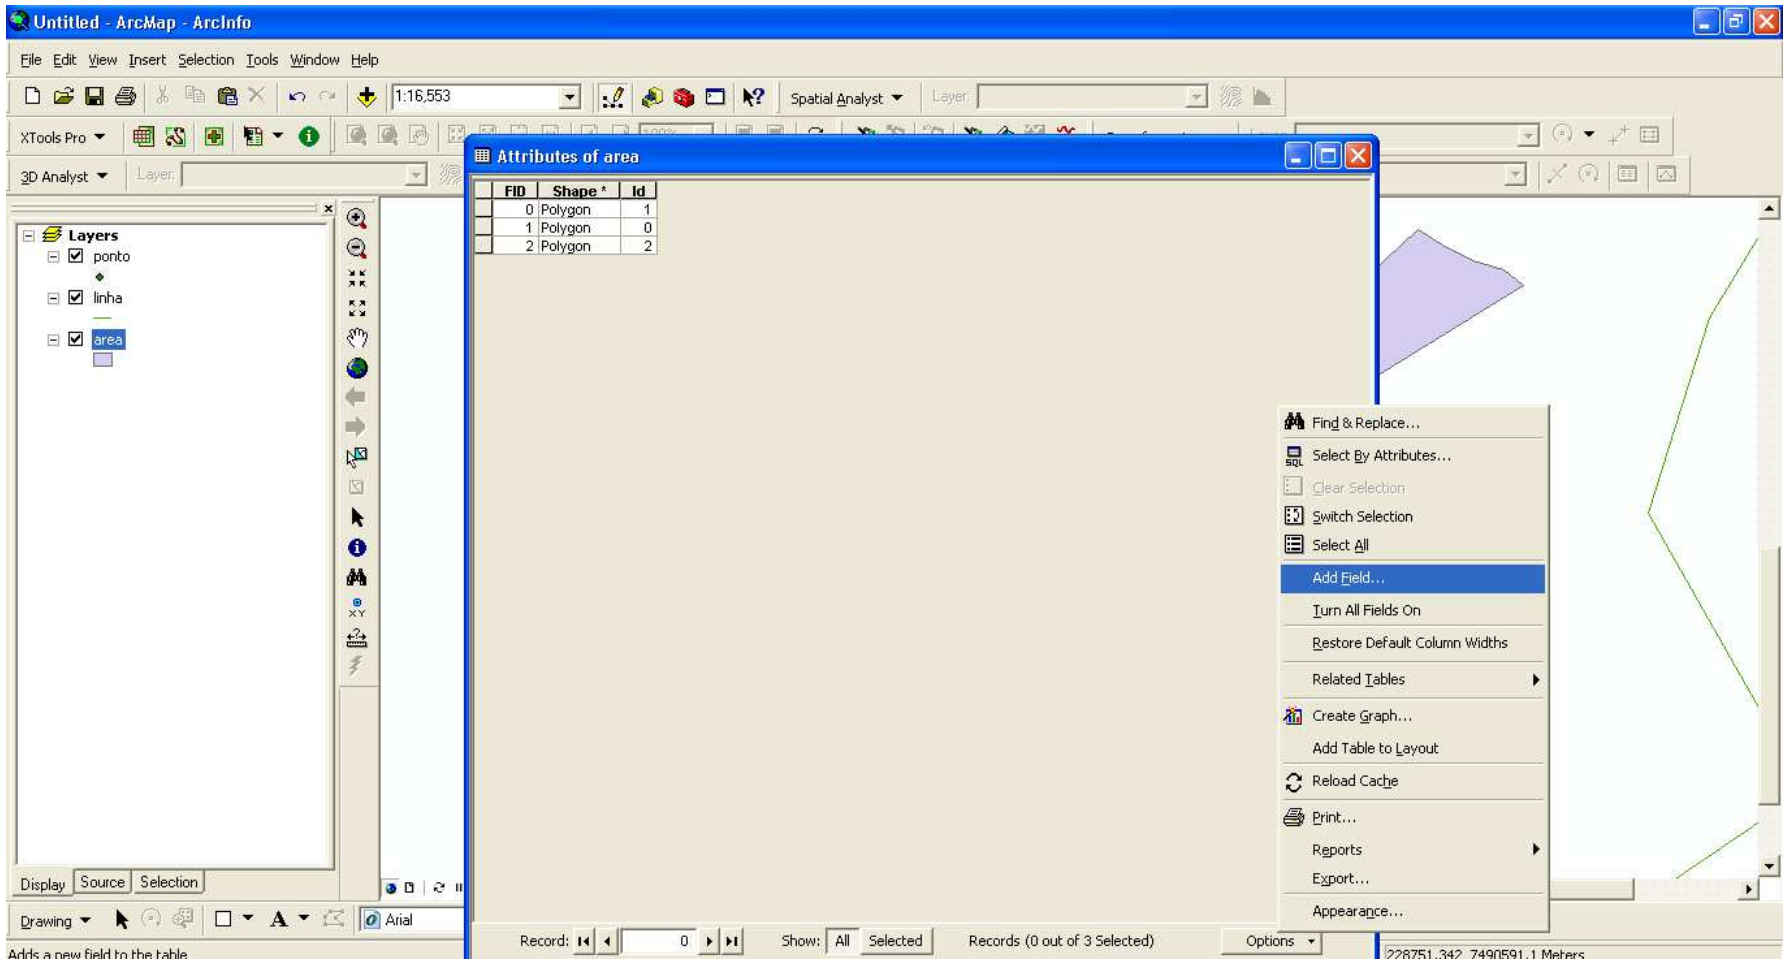 Untitled - ArcMap - ArcInfo
File Edit View Insert Selection Tools Window Help
1:16,553 Spatial Analyst Layer:
XTools Pro
3D Analyst Layer:
Attributes of area
FID Shape * Id
0 Polygon 1
1 Polygon 0
2 Polygon 2
Layers
ponto
linha
area
XY
Find & Replace...
SQL Select By Attributes...
Clear Selection
Switch Selection
Select All
Add Field...
Turn All Fields On
Restore Default Column Widths
Related Tables
Create Graph...
Add Table to Layout
Reload Cache
Print...
Reports
Export...
Appearance...
Display Source Selection
Drawing A Arial
Record: 0 Show: All Selected Records (0 out of 3 Selected) Options
Adds a new field to the table
228751.342 7490591.1 Meters